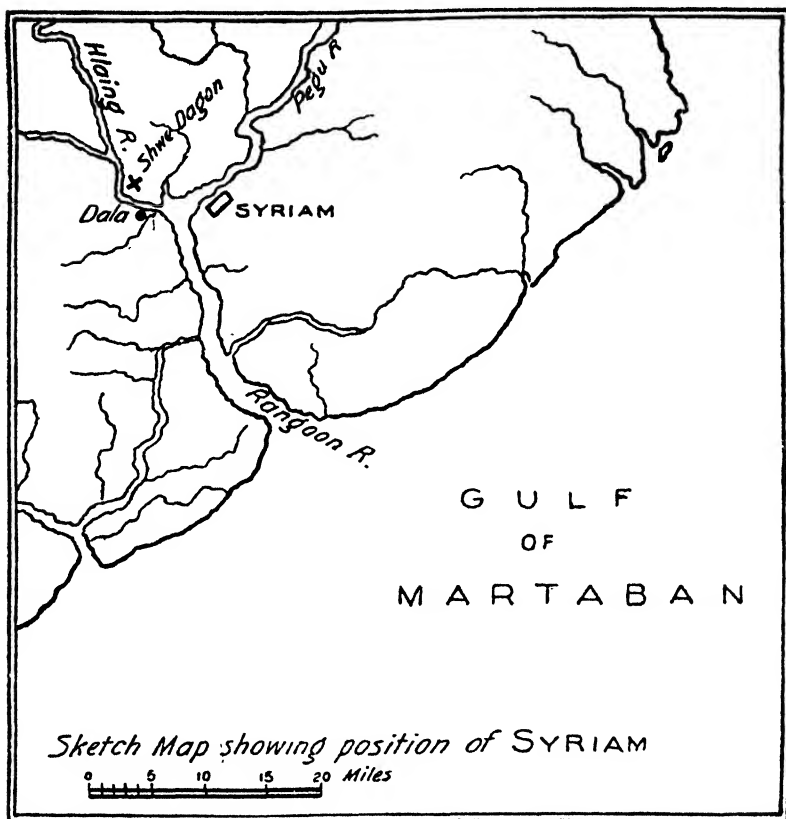 Hlaing R.
Pegu R
Shwe Dagon
Dala
SYRIAM
Rangoon R.
GULF
OF
MARTABAN
Sketch Map showing position of SYRIAM
0 5 10 15 20 Miles